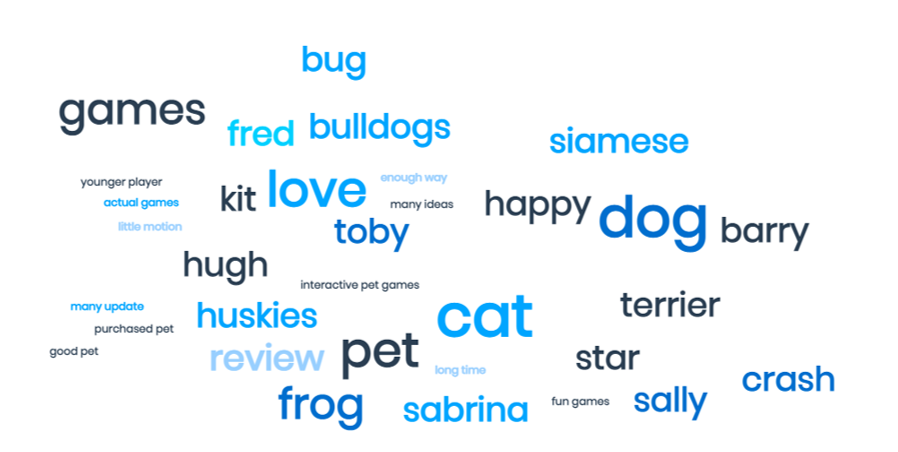 bug
games
fred
bulldogs
siamese
younger player
enough way
kit
love
actual games
many ideas
happy
dog
barry
little motion
toby
hugh
interactive pet games
many update
huskies
cat
terrier
purchased pet
good pet
review
pet
star
long time
crash
frog
sabrina
fun games
sally